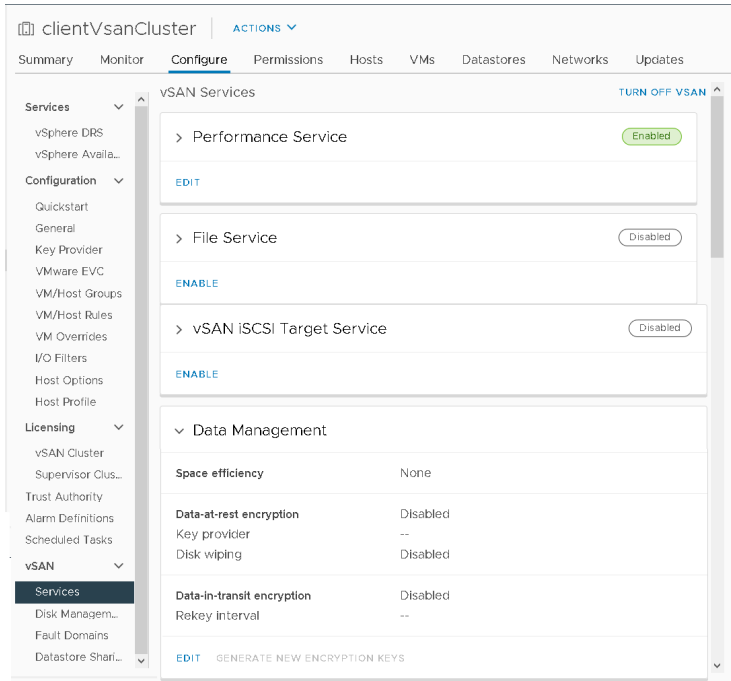 clientVsanCluster ACTIONS
Summary Monitor Configure Permissions Hosts VMs Datastores Networks Updates
Services
vSphere DRS
vSphere Availa...
Configuration
Quickstart
General
Key Provider
VMware EVC
VM/Host Groups
VM/Host Rules
VM Overrides
I/O Filters
Host Options
Host Profile
Licensing
vSAN Cluster
Supervisor Clus...
Trust Authority
Alarm Definitions
Scheduled Tasks
vSAN
Services
Disk Managem...
Fault Domains
Datastore Shari...
vSAN Services TURN OFF VSAN
Performance Service Enabled
EDIT
File Service Disabled
ENABLE
vSAN iSCSI Target Service Disabled
ENABLE
Data Management
Space efficiency None
Data-at-rest encryption Disabled
Key provider --
Disk wiping Disabled
Data-in-transit encryption Disabled
Rekey interval --
EDIT GENERATE NEW ENCRYPTION KEYS